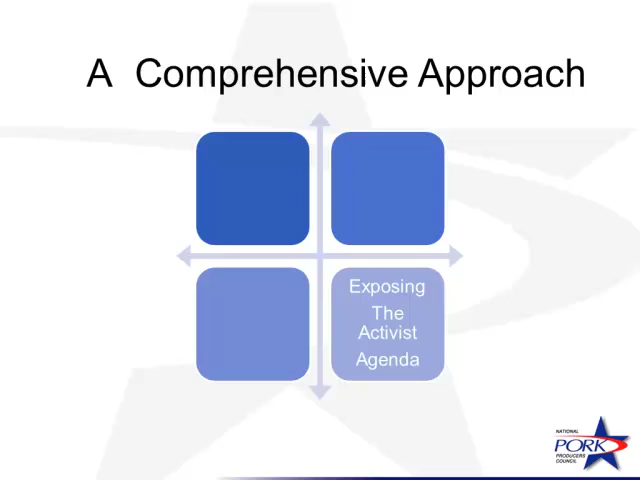 A  Comprehensive Approach
Exposing
The
Activist
Agenda
NATIONAL
PORK
PRODUCERS
COUNCIL